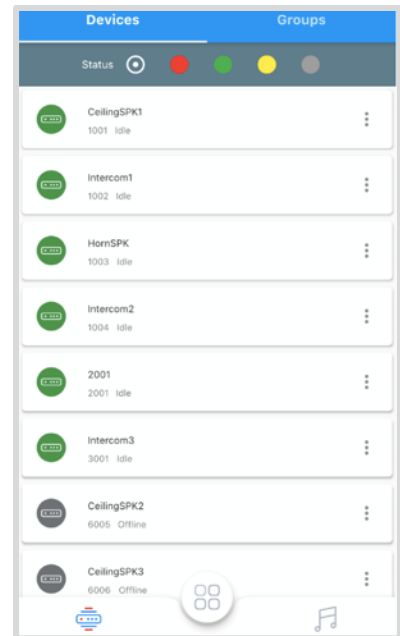 Devices Groups
Status
CeilingSPK1
1001 Idle
Intercom1
1002 Idle
HornSPK
1003 Idle
Intercom2
1004 Idle
2001
2001 Idle
Intercom3
3001 Idle
CeilingSPK2
6005 Offline
CeilingSPK3
6006 Offline